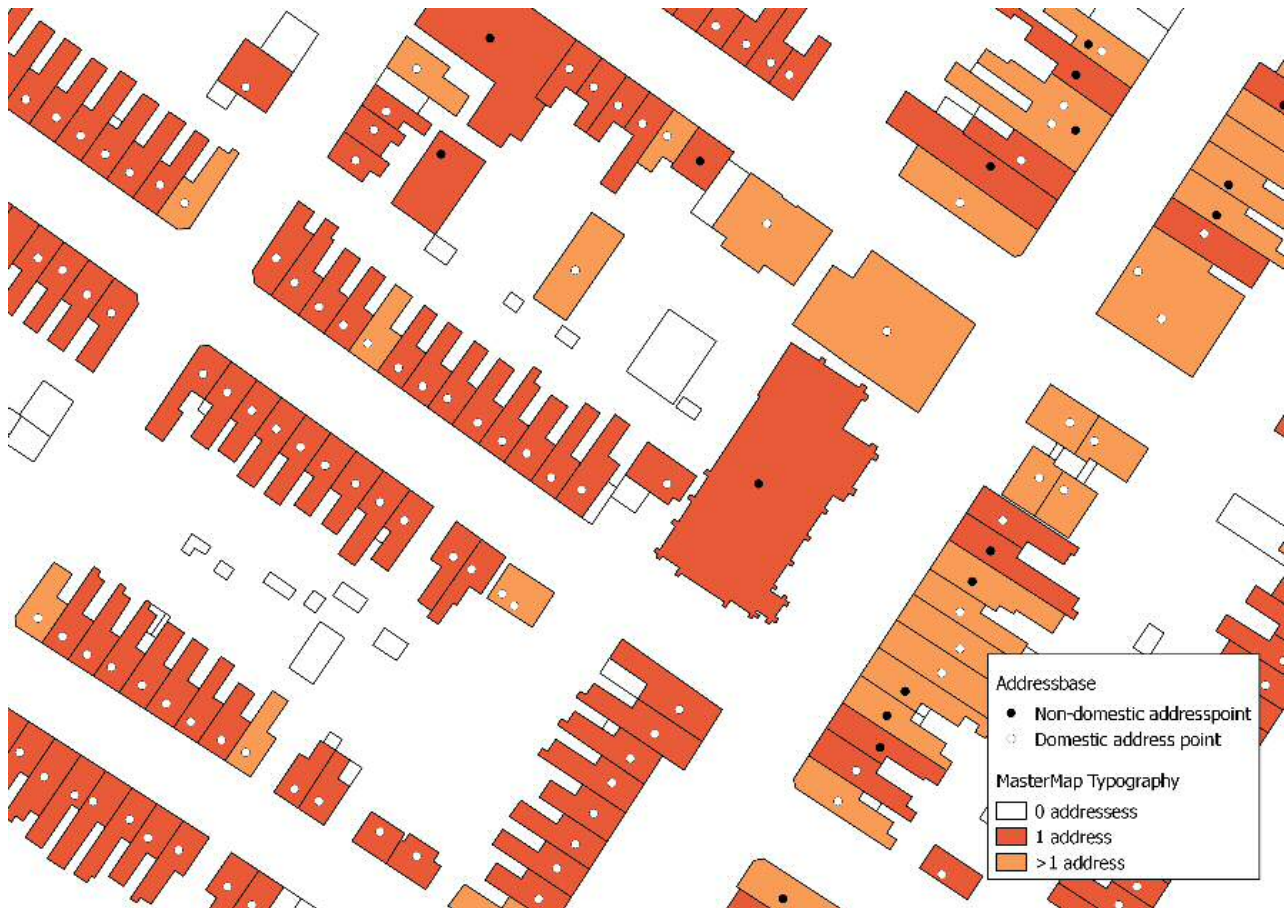 Addressbase
Non-domestic addresspoint
Domestic address point
MasterMap Typography
0 addressess
1 address
>1 address